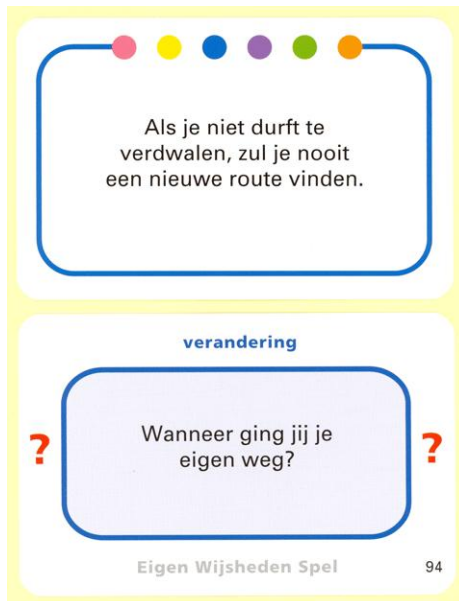 Als je niet durft te
verdwalen, zul je nooit
een nieuwe route vinden.
verandering
?
Wanneer ging jij je
eigen weg?
?
Eigen Wijsheden Spel
94